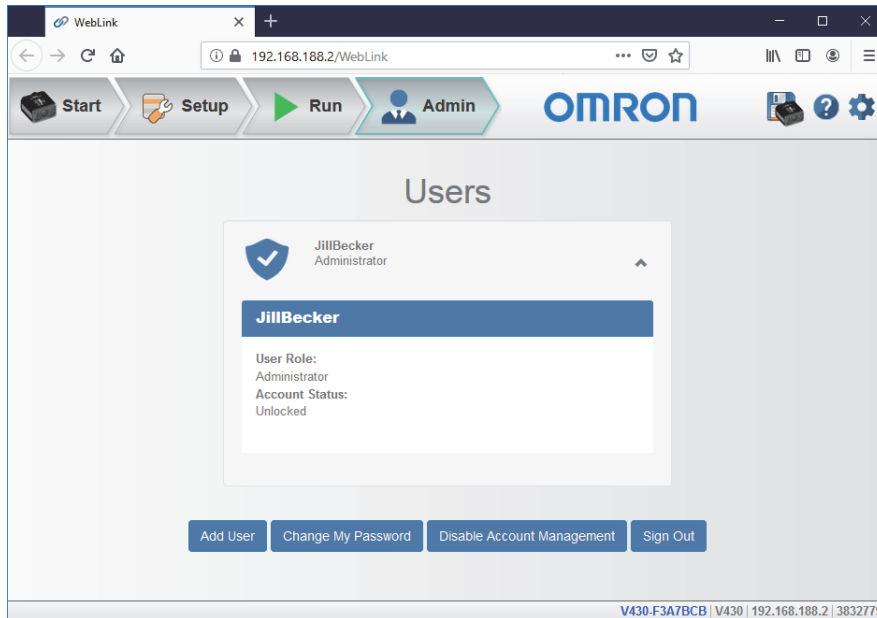 WebLink
192.168.188.2/WebLink
Start Setup Run Admin OMRON
Users
JillBecker
Administrator
JillBecker
User Role:
Administrator
Account Status:
Unlocked
Add User Change My Password Disable Account Management Sign Out
V430-F3A7BCB | V430 | 192.168.188.2 |